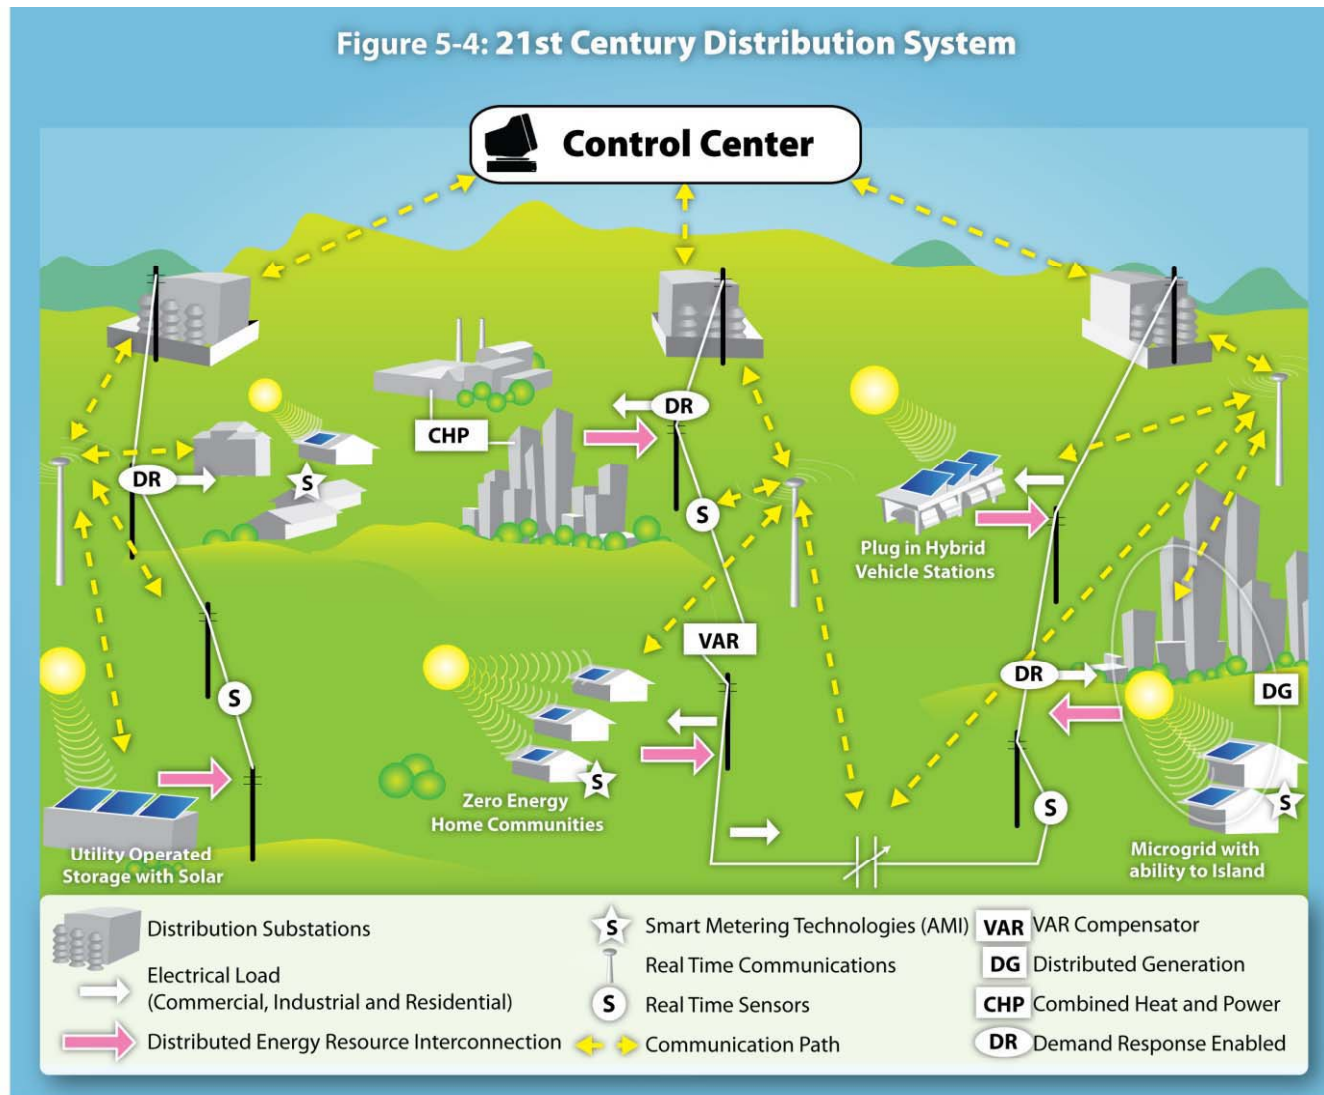 Figure 5-4: 21st Century Distribution System
Control Center
DR
CHP
DR
S
S
Plug in Hybrid
Vehicle Stations
VAR
DR
DG
S
S
Zero Energy
Home Communities
S
S
Utility Operated
Storage with Solar
Microgrid with
ability to Island
Distribution Substations
Electrical Load
(Commercial, Industrial and Residential)
Distributed Energy Resource Interconnection
S Smart Metering Technologies (AMI)
Real Time Communications
S Real Time Sensors
Communication Path
VAR VAR Compensator
DG Distributed Generation
CHP Combined Heat and Power
DR Demand Response Enabled